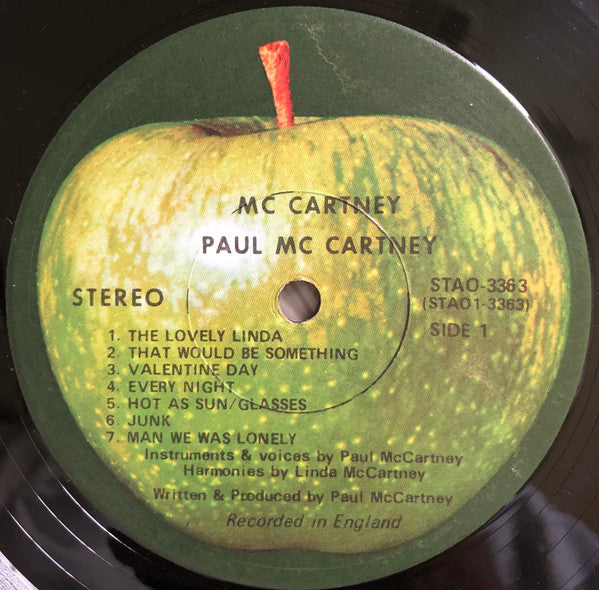 MC CARTNEY
PAUL MC CARTNEY
STEREO
STAO-3363
(STAO 1-3363)
SIDE 1
1. THE LOVELY LINDA
2. THAT WOULD BE SOMETHING
3. VALENTINE DAY
4. EVERY NIGHT
5. HOT AS SUN/GLASSES
6. JUNK
7. MAN WE WAS LONELY
Instruments & voices by Paul McCartney
Harmonies by Linda McCartney
Written & Produced by Paul McCartney
Recorded in England